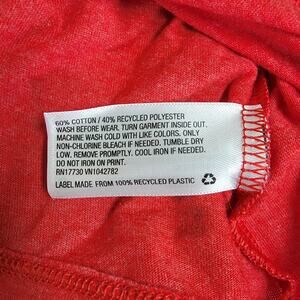 60% COTTON / 40% RECYCLED POLYESTER
WASH BEFORE WEAR. TURN GARMENT INSIDE OUT.
MACHINE WASH COLD WITH LIKE COLORS. ONLY
NON-CHLORINE BLEACH IF NEEDED. TUMBLE DRY
LOW. REMOVE PROMPTLY. COOL IRON IF NEEDED.
DO NOT IRON ON PRINT.
RN17730 VN1042782
LABEL MADE FROM 100% RECYCLED PLASTIC